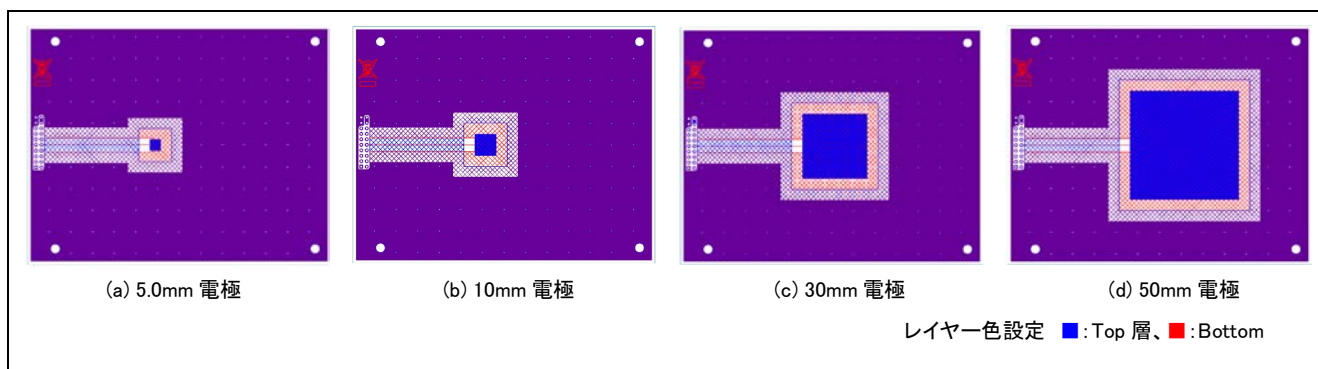 (a) 5.0mm 電極
(b) 10mm 電極
(c) 30mm 電極
(d) 50mm 電極
レイヤー色設定 ■:Top 層、■:Bottom